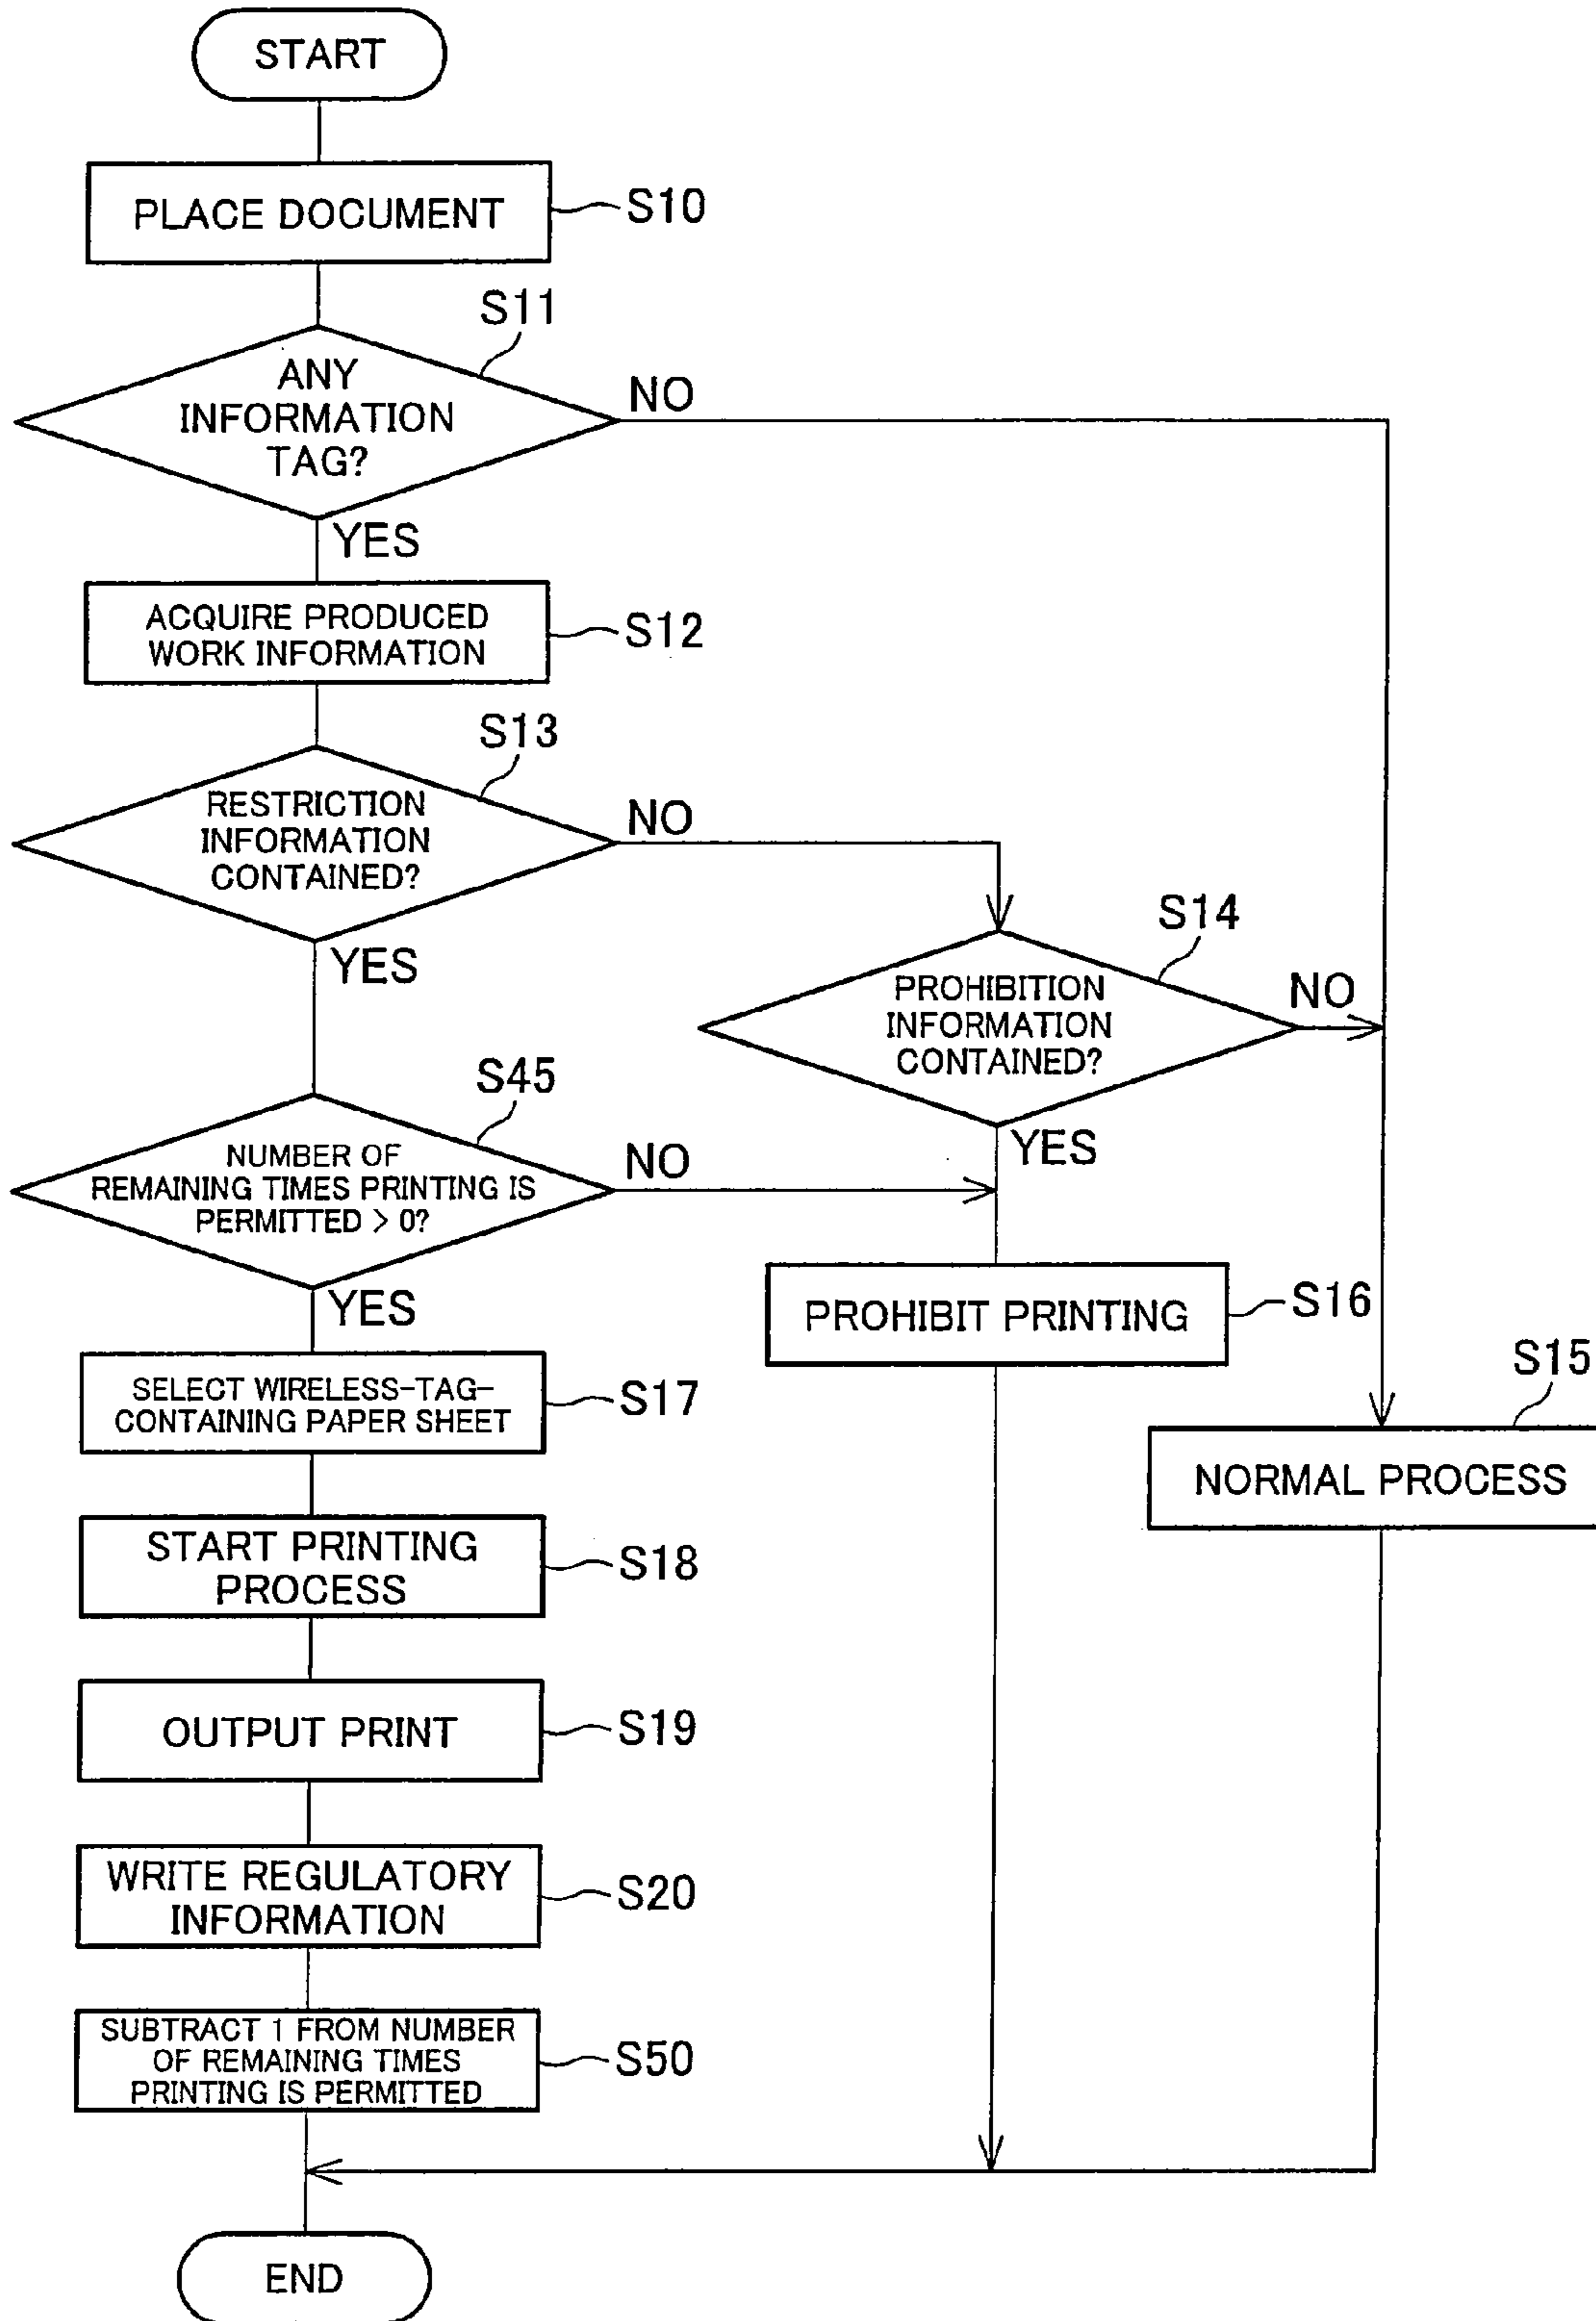 START
PLACE DOCUMENT
S10
S11
ANY
INFORMATION
TAG?
NO
YES
ACQUIRE PRODUCED
WORK INFORMATION
S12
S13
RESTRICTION
INFORMATION
CONTAINED?
NO
YES
S14
PROHIBITION
INFORMATION
CONTAINED?
NO
YES
S45
NUMBER OF
REMAINING TIMES PRINTING IS
PERMITTED > 0?
NO
YES
PROHIBIT PRINTING
S16
S15
NORMAL PROCESS
SELECT WIRELESS-TAG-
CONTAINING PAPER SHEET
S17
START PRINTING
PROCESS
S18
OUTPUT PRINT
S19
WRITE REGULATORY
INFORMATION
S20
SUBTRACT 1 FROM NUMBER
OF REMAINING TIMES
PRINTING IS PERMITTED
S50
END